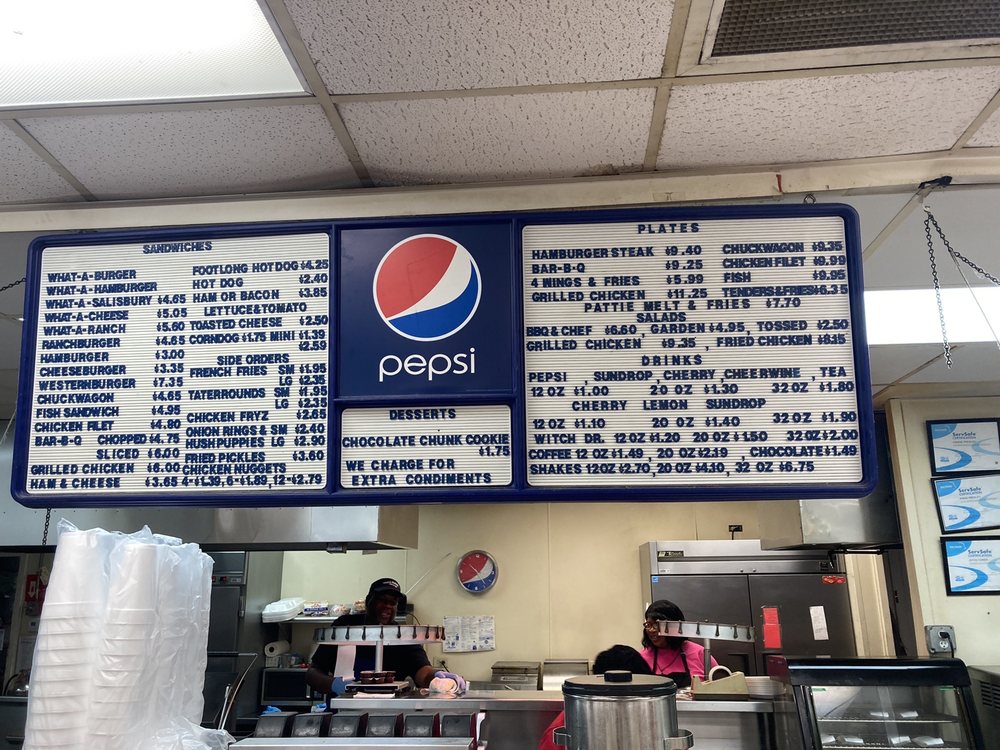 SANDWICHES
WHAT-A-BURGER
WHAT-A-HAMBURGER
WHAT-A-SALISBURY $4.65
WHAT-A-CHEESE $5.05
WHAT-A-RANCH $5.60
RANCHBURGER $4.65
HAMBURGER $3.00
CHEESEBURGER $3.35
WESTERNBURGER $7.35
CHUCKWAGON $4.65
FISH SANDWICH $4.95
CHICKEN FILET $4.80
BAR-B-Q CHOPPED $4.75
SLICED $6.00
GRILLED CHICKEN $6.00
HAM & CHEESE $3.65
FOOTLONG HOT DOG $4.25
HOT DOG $2.40
HAM OR BACON $3.85
LETTUCE & TOMATO
TOASTED CHEESE $2.50
CORNDOG $1.75 MINI $1.39
$2.59
SIDE ORDERS
FRENCH FRIES SM $1.95
LG $2.35
TATERROUNDS SM $1.95
LG $2.35
CHICKEN FRYZ $2.65
ONION RINGS & SM $2.40
HUSHPUPPIES LG $2.90
FRIED PICKLES $3.60
CHICKEN NUGGETS
4-$1.39, 6-$1.89, 12-$2.79
pepsi
DESSERTS
CHOCOLATE CHUNK COOKIE
$1.75
WE CHARGE FOR
EXTRA CONDIMENTS
PLATES
HAMBURGER STEAK $9.40
BAR-B-Q $9.25
4 WINGS & FRIES $5.99
GRILLED CHICKEN $11.25
CHUCKWAGON $9.35
CHICKEN FILET $9.99
FISH $9.95
TENDERS & FRIES $6.35
PATTIE MELT & FRIES $7.70
SALADS
BBQ & CHEF $6.60, GARDEN $4.95, TOSSED $2.50
GRILLED CHICKEN $9.35, FRIED CHICKEN $8.15
DRINKS
PEPSI, SUNDROP, CHERRY, CHEERWINE, TEA
12 OZ $1.00 20 OZ $1.30 32 OZ $1.80
CHERRY LEMON SUNDROP
12 OZ $1.10 20 OZ $1.40 32 OZ $1.90
WITCH DR. 12 OZ $1.20 20 OZ $1.50 32 OZ $2.00
COFFEE 12 OZ $1.49, 20 OZ $2.19 CHOCOLATE $1.49
SHAKES 12 OZ $2.70, 20 OZ $4.10, 32 OZ $6.75
ServSafe
CERTIFICATION
ServSafe
CERTIFICATION
ServSafe
CERTIFICATION